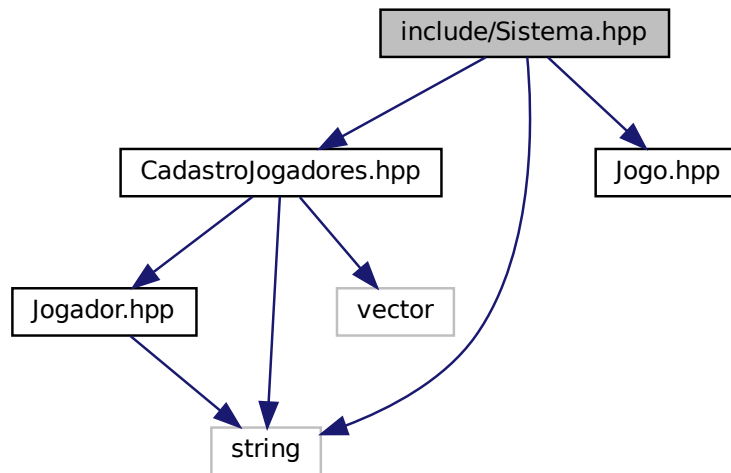 include/Sistema.hpp
CadastroJogadores.hpp
Jogo.hpp
Jogador.hpp
vector
string